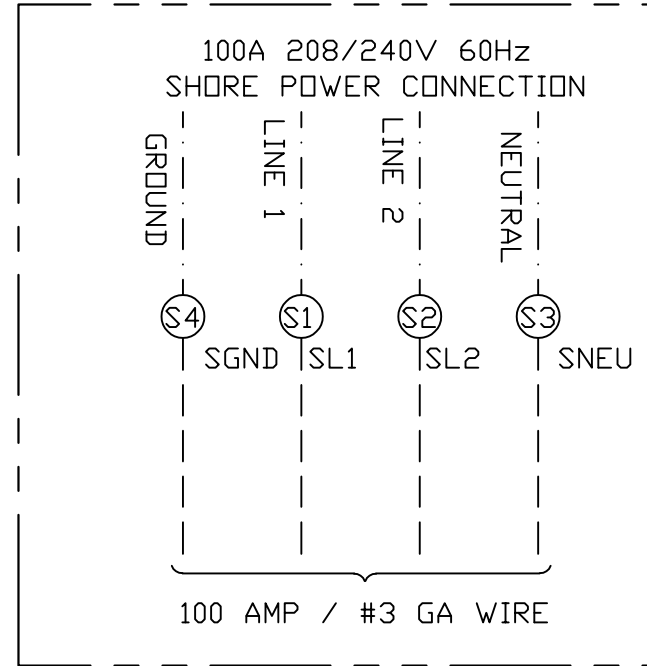 100A 208/240V 60Hz
SHORE POWER CONNECTION
GROUND
LINE 1
LINE 2
NEUTRAL
S4
S1
S2
S3
SGND
SL1
SL2
SNEU
100 AMP / #3 GA WIRE